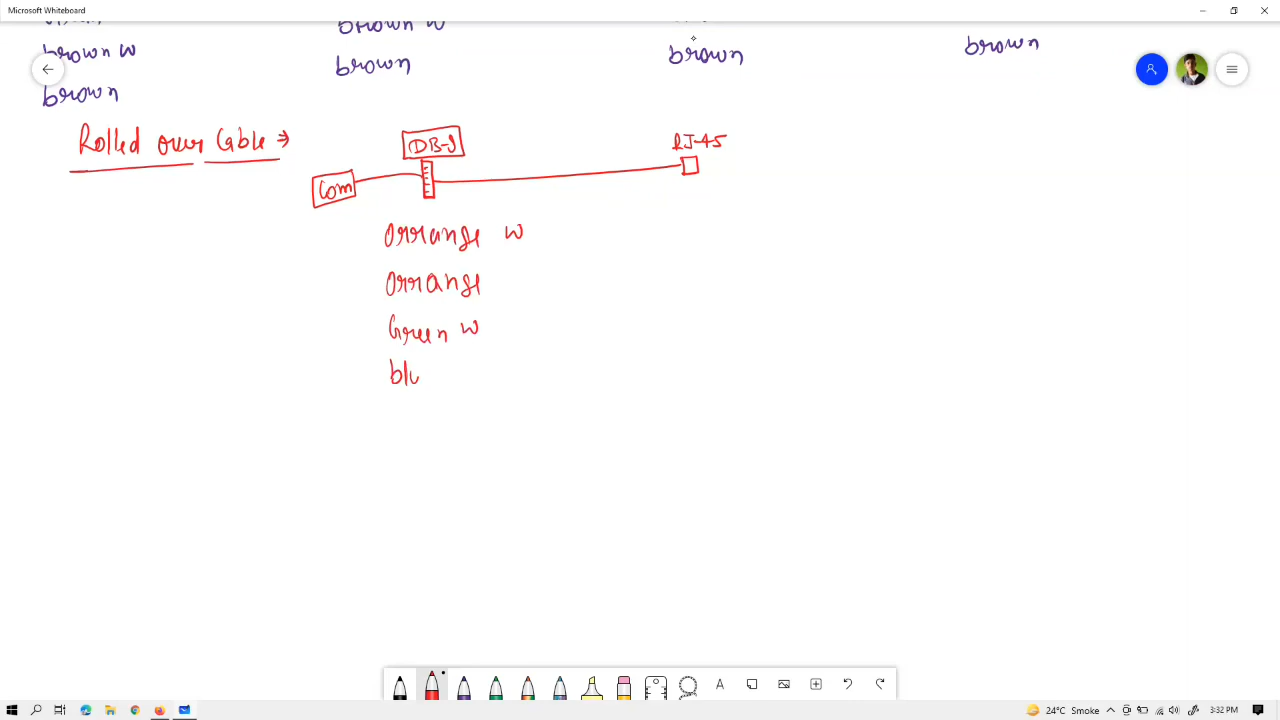 Microsoft Whiteboard
brown w
brown w
brown
brown
brown
brown
Rolled over Cable →
DB-9
RJ-45
Com
Orrange w
Orrange
Green w
blu
A
24°C Smoke
3:32 PM